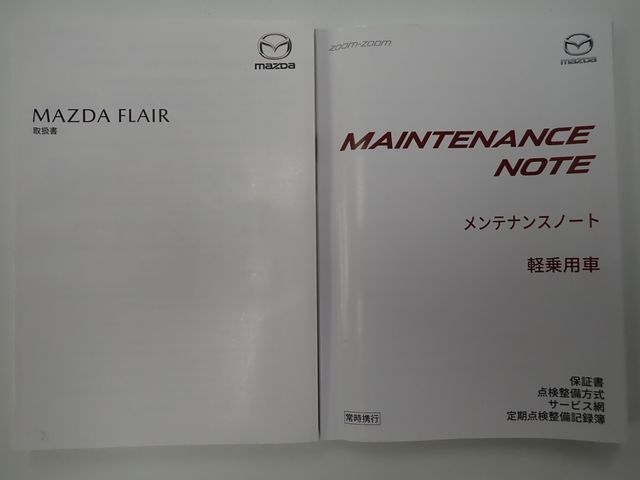 mazda
MAZDA FLAIR
取扱書
zoom-zoom
mazda
MAINTENANCE
NOTE
メンテナンスノート
軽乗用車
保証書
点検整備方式
サービス網
定期点検整備記録簿
常時携行